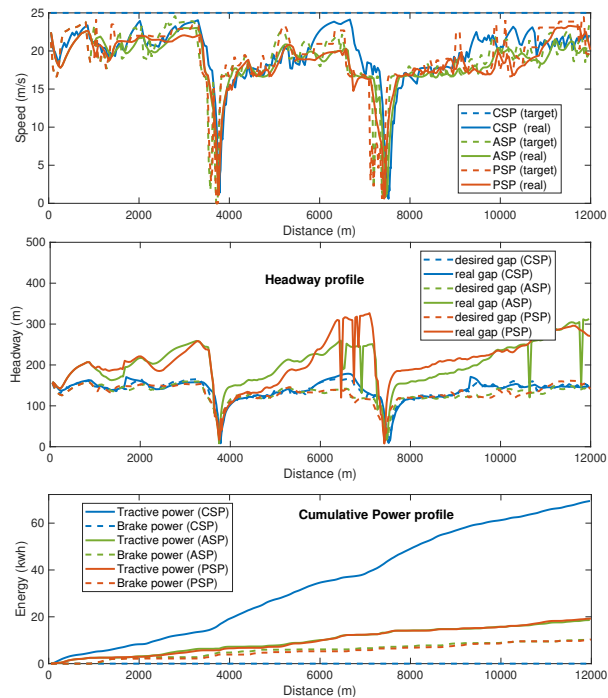 25
20
15
10
5
0
Speed (m/s)
CSP (target)
CSP (real)
ASP (target)
ASP (real)
PSP (target)
PSP (real)
0 2000 4000 6000 8000 10000 12000
Distance (m)
500
400
300
200
100
0
Headway (m)
Headway profile
desired gap (CSP)
real gap (CSP)
desired gap (ASP)
real gap (ASP)
desired gap (PSP)
real gap (PSP)
0 2000 4000 6000 8000 10000 12000
Distance (m)
60
40
20
0
Energy (kwh)
Cumulative Power profile
Tractive power (CSP)
Brake power (CSP)
Tractive power (ASP)
Brake power (ASP)
Tractive power (PSP)
Brake power (PSP)
0 2000 4000 6000 8000 10000 12000
Distance (m)